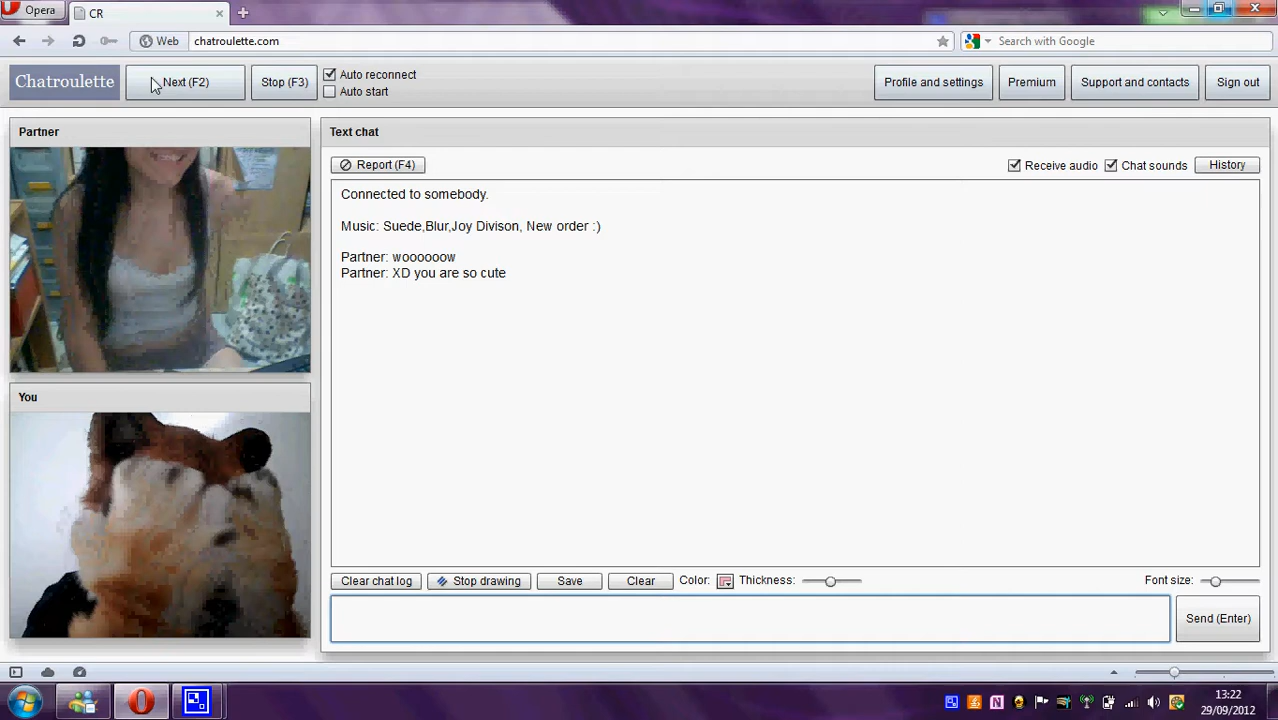 Opera
CR
Web
chatroulette.com
Search with Google
Chatroulette
Next (F2)
Stop (F3)
Auto reconnect
Auto start
Profile and settings
Premium
Support and contacts
Sign out
Partner
Text chat
Report (F4)
Receive audio
Chat sounds
History
Connected to somebody.
Music: Suede,Blur,Joy Divison, New order :)
Partner: woooooow
Partner: XD you are so cute
You
Clear chat log
Stop drawing
Save
Clear
Color:
Thickness:
Font size:
Send (Enter)
N
13:22
29/09/2012